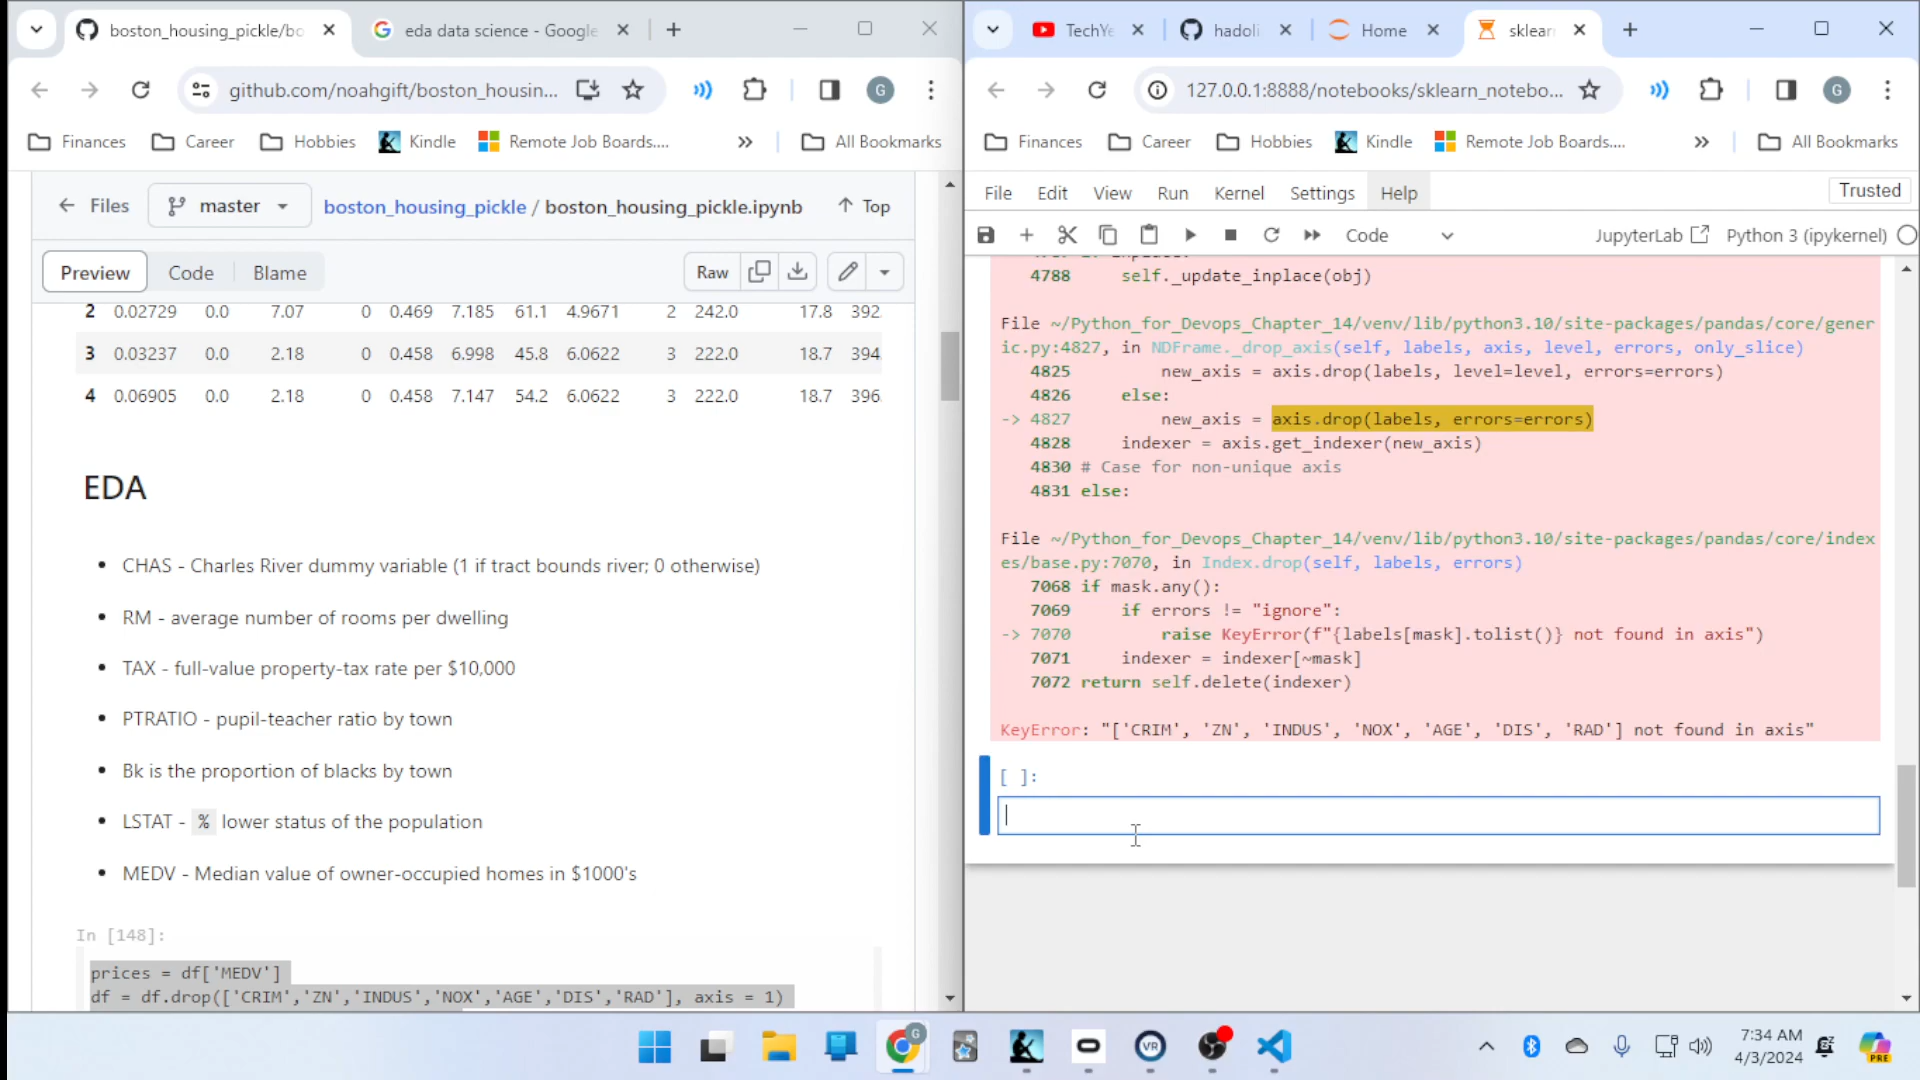 boston_housing_pickle/bo
eda data science - Google
github.com/noahgift/boston_housin...
G
Finances
Career
Hobbies
Kindle
Remote Job Boards....
»
All Bookmarks
Files
master
boston_housing_pickle / boston_housing_pickle.ipynb
Top
Preview
Code
Blame
Raw
2 0.02729 0.0 7.07 0 0.469 7.185 61.1 4.9671 2 242.0 17.8 392
3 0.03237 0.0 2.18 0 0.458 6.998 45.8 6.0622 3 222.0 18.7 394
4 0.06905 0.0 2.18 0 0.458 7.147 54.2 6.0622 3 222.0 18.7 396
EDA
• CHAS - Charles River dummy variable (1 if tract bounds river; 0 otherwise)
• RM - average number of rooms per dwelling
• TAX - full-value property-tax rate per $10,000
• PTRATIO - pupil-teacher ratio by town
• Bk is the proportion of blacks by town
• LSTAT - % lower status of the population
• MEDV - Median value of owner-occupied homes in $1000's
In [148]:
prices = df['MEDV']
df = df.drop(['CRIM','ZN','INDUS','NOX','AGE','DIS','RAD'], axis = 1)
TechYe
hadoli
Home
sklear
127.0.0.1:8888/notebooks/sklearn_notebo...
G
Finances
Career
Hobbies
Kindle
Remote Job Boards....
»
All Bookmarks
File
Edit
View
Run
Kernel
Settings
Help
Trusted
Code
JupyterLab
Python 3 (ipykernel)
4788 self._update_inplace(obj)
File ~/Python_for_Devops_Chapter_14/venv/lib/python3.10/site-packages/pandas/core/gener
ic.py:4827, in NDFrame._drop_axis(self, labels, axis, level, errors, only_slice)
4825 new_axis = axis.drop(labels, level=level, errors=errors)
4826 else:
-> 4827 new_axis = axis.drop(labels, errors=errors)
4828 indexer = axis.get_indexer(new_axis)
4830 # Case for non-unique axis
4831 else:
File ~/Python_for_Devops_Chapter_14/venv/lib/python3.10/site-packages/pandas/core/index
es/base.py:7070, in Index.drop(self, labels, errors)
7068 if mask.any():
7069 if errors != "ignore":
-> 7070 raise KeyError(f"{labels[mask].tolist()} not found in axis")
7071 indexer = indexer[~mask]
7072 return self.delete(indexer)
KeyError: "['CRIM', 'ZN', 'INDUS', 'NOX', 'AGE', 'DIS', 'RAD'] not found in axis"
[ ]:
G
VR
7:34 AM
4/3/2024
PRE